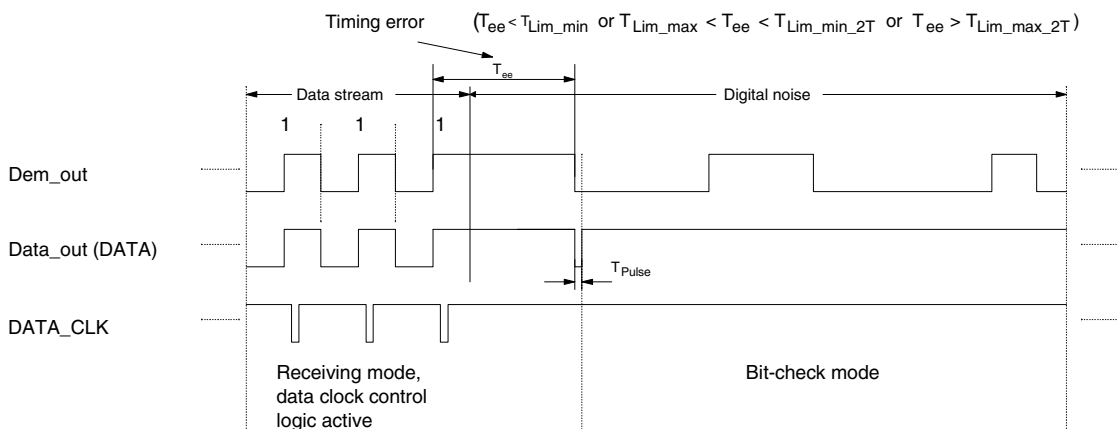 Timing error (Tee < TLim_min or TLim_max < Tee < TLim_min_2T or Tee > TLim_max_2T)
Tee
Data stream Digital noise
1 1 1
Dem_out
Data_out (DATA)
TPulse
DATA_CLK
Receiving mode,
data clock control
logic active
Bit-check mode